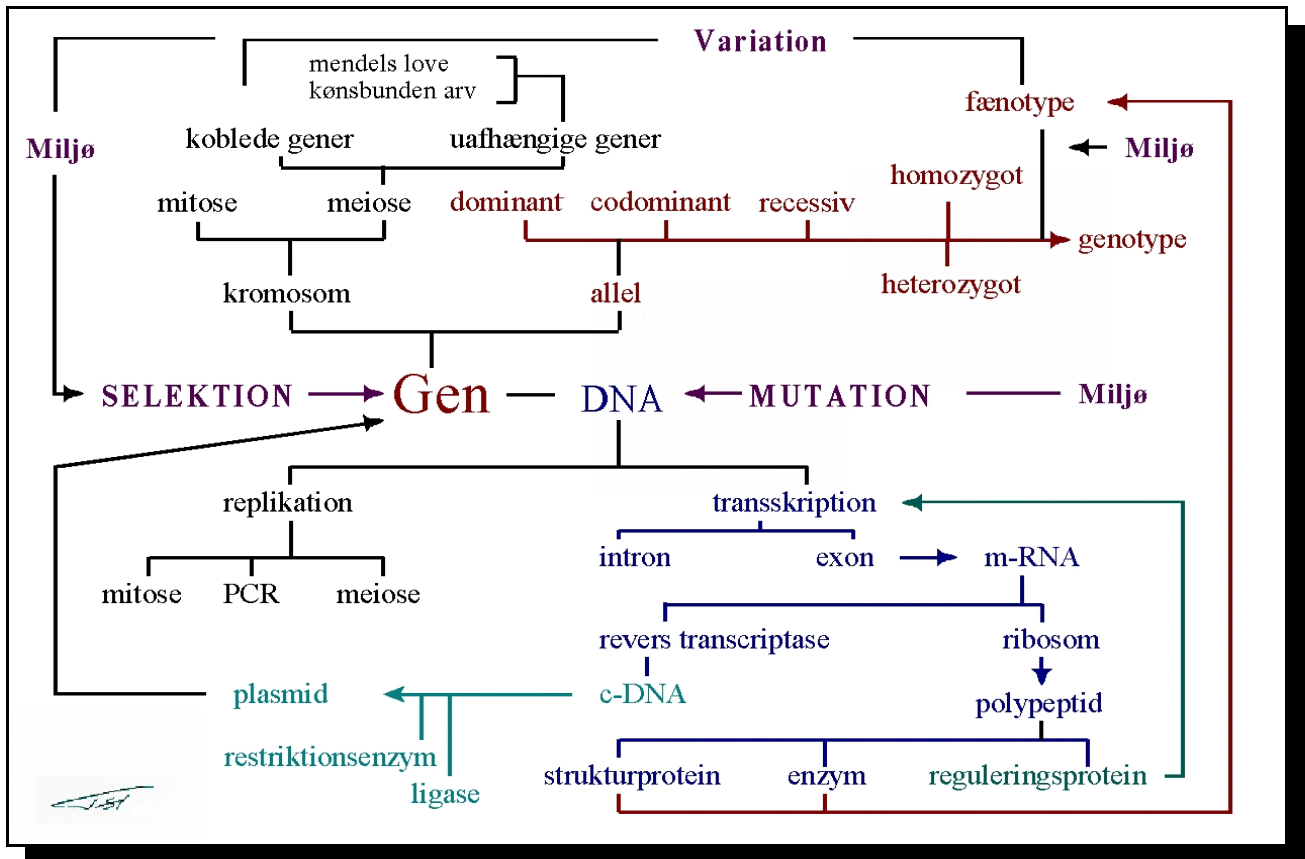 Variation
mendels love
kønsbunden arv
fænotype
koblede gener
uafhængige gener
Miljø
Miljø
homozygot
mitose
meiose
dominant
codominant
recessiv
genotype
heterozygot
kromosom
allel
SELEKTION
Gen
DNA
MUTATION
Miljø
replikation
transskription
intron
exon
m-RNA
mitose
PCR
meiose
revers transcriptase
ribosom
plasmid
c-DNA
polypeptid
restriktionsenzym
strukturprotein
enzym
reguleringsprotein
ligase